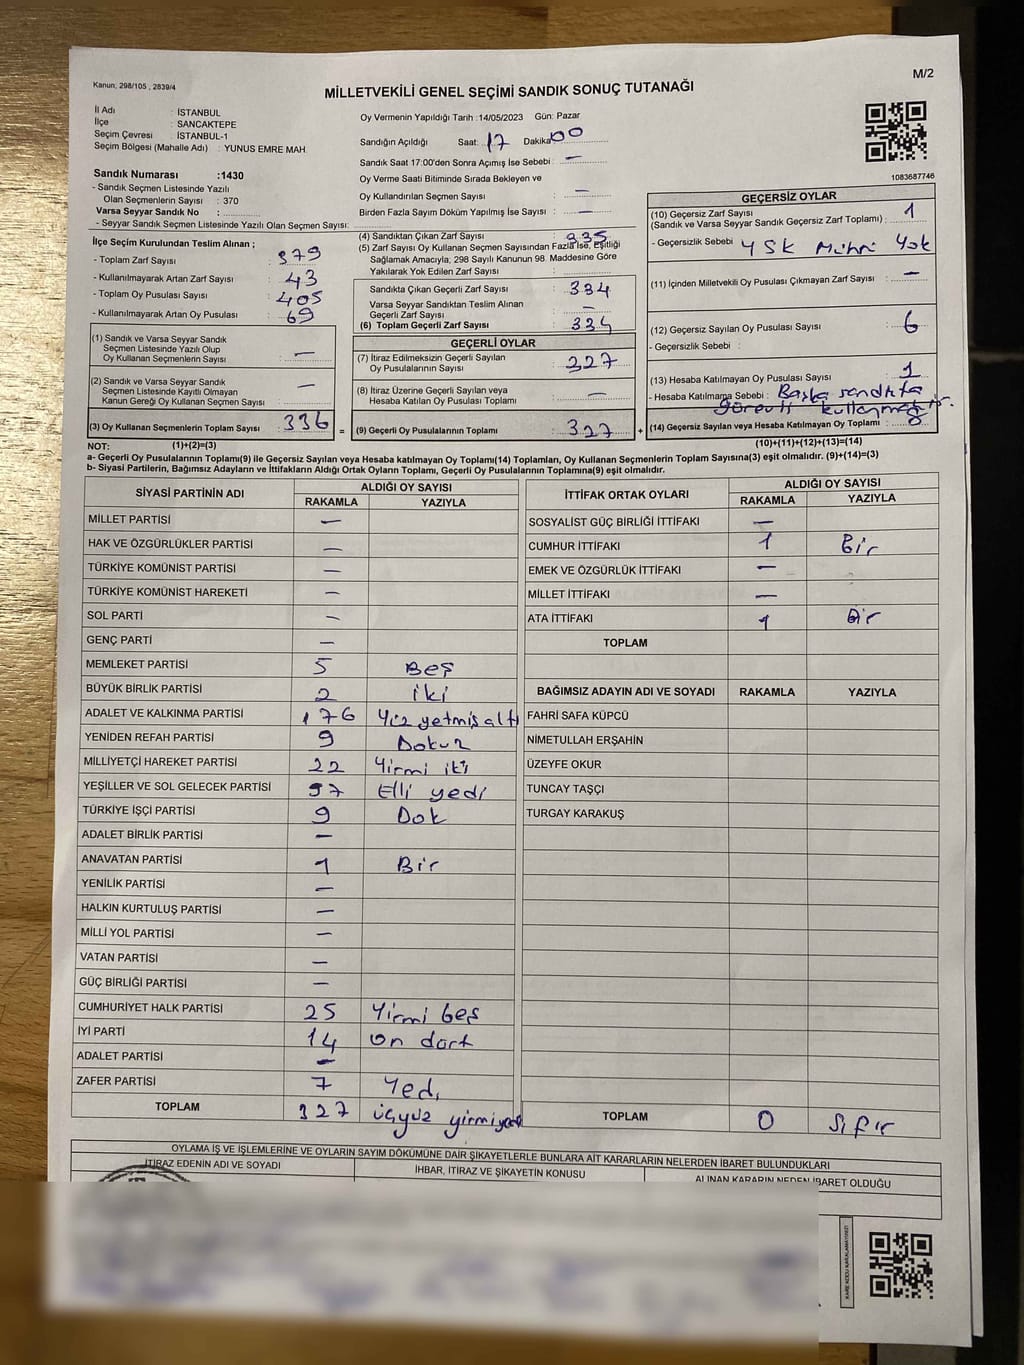 Kanun; 298/105 , 2839/4
M/2
MİLLETVEKİLİ GENEL SEÇİMİ SANDIK SONUÇ TUTANAĞI
İl Adı : İSTANBUL
İlçe : SANCAKTEPE
Seçim Çevresi : İSTANBUL-1
Seçim Bölgesi (Mahalle Adı) : YUNUS EMRE MAH.
Sandık Numarası :1430
- Sandık Seçmen Listesinde Yazılı
Olan Seçmenlerin Sayısı : 370
Varsa Seyyar Sandık No :
- Seyyar Sandık Seçmen Listesinde Yazılı Olan Seçmen Sayısı:
Oy Vermenin Yapıldığı Tarih :14/05/2023 Gün: Pazar
Sandığın Açıldığı Saat: 17 Dakika: 00
Sandık Saat 17:00'den Sonra Açımış İse Sebebi : —
Oy Verme Saati Bitiminde Sırada Bekleyen ve
Oy Kullandırılan Seçmen Sayısı : —
Birden Fazla Sayım Döküm Yapılmış İse Sayısı : —
1083687746
İlçe Seçim Kurulundan Teslim Alınan ;
- Toplam Zarf Sayısı : 379
- Kullanılmayarak Artan Zarf Sayısı : 43
- Toplam Oy Pusulası Sayısı : 405
- Kullanılmayarak Artan Oy Pusulası : 69
(1) Sandık ve Varsa Seyyar Sandık
Seçmen Listesinde Yazılı Olup
Oy Kullanan Seçmenlerin Sayısı : —
(2) Sandık ve Varsa Seyyar Sandık
Seçmen Listesinde Kayıtlı Olmayan
Kanun Gereği Oy Kullanan Seçmen Sayısı : —
(3) Oy Kullanan Seçmenlerin Toplam Sayısı : 336 =
(4) Sandıktan Çıkan Zarf Sayısı : 335
(5) Zarf Sayısı Oy Kullanan Seçmen Sayısından Fazla İse, Eşitliği
Sağlamak Amacıyla; 298 Sayılı Kanunun 98. Maddesine Göre
Yakılarak Yok Edilen Zarf Sayısı :
Sandıkta Çıkan Geçerli Zarf Sayısı : 334
Varsa Seyyar Sandıktan Teslim Alınan
Geçerli Zarf Sayısı : —
(6) Toplam Geçerli Zarf Sayısı : 334
GEÇERLİ OYLAR
(7) İtiraz Edilmeksizin Geçerli Sayılan
Oy Pusulalarının Sayısı : 327
(8) İtiraz Üzerine Geçerli Sayılan veya
Hesaba Katılan Oy Pusulası Toplamı : —
(9) Geçerli Oy Pusulalarının Toplamı : 327 +
GEÇERSİZ OYLAR
(10) Geçersiz Zarf Sayısı
(Sandık ve Varsa Seyyar Sandık Geçersiz Zarf Toplamı) : 1
- Geçersizlik Sebebi : YSK Mührü Yok
(11) İçinden Milletvekili Oy Pusulası Çıkmayan Zarf Sayısı : —
(12) Geçersiz Sayılan Oy Pusulası Sayısı : 6
- Geçersizlik Sebebi :
(13) Hesaba Katılmayan Oy Pusulası Sayısı : 1
- Hesaba Katılmama Sebebi : Başka sandıkta
görevli
(14) Geçersiz Sayılan veya Hesaba Katılmayan Oy Toplamı : 8
NOT: (1)+(2)=(3) (10)+(11)+(12)+(13)=(14)
a- Geçerli Oy Pusulalarının Toplamı(9) ile Geçersiz Sayılan veya Hesaba Katılmayan Oy Toplamı(14) Toplamları, Oy Kullanan Seçmenlerin Toplam Sayısına(3) eşit olmalıdır. (9)+(14)=(3)
b- Siyasi Partilerin, Bağımsız Adayların ve İttifakların Aldığı Ortak Oyların Toplamı, Geçerli Oy Pusulalarının Toplamına(9) eşit olmalıdır.
SİYASİ PARTİNİN ADI ALDIĞI OY SAYISI
RAKAMLA YAZIYLA
MİLLET PARTİSİ —
HAK VE ÖZGÜRLÜKLER PARTİSİ —
TÜRKİYE KOMÜNİST PARTİSİ —
TÜRKİYE KOMÜNİST HAREKETİ —
SOL PARTİ —
GENÇ PARTİ —
MEMLEKET PARTİSİ 5 Beş
BÜYÜK BİRLİK PARTİSİ 2 iki
ADALET VE KALKINMA PARTİSİ 176 Yüz yetmiş altı
YENİDEN REFAH PARTİSİ 9 Dokuz
MİLLİYETÇİ HAREKET PARTİSİ 22 Yirmi iki
YEŞİLLER VE SOL GELECEK PARTİSİ 57 Elli yedi
TÜRKİYE İŞÇİ PARTİSİ 9 Dok
ADALET BİRLİK PARTİSİ —
ANAVATAN PARTİSİ 1 Bir
YENİLİK PARTİSİ —
HALKIN KURTULUŞ PARTİSİ —
MİLLİ YOL PARTİSİ —
VATAN PARTİSİ —
GÜÇ BİRLİĞİ PARTİSİ —
CUMHURİYET HALK PARTİSİ 25 Yirmi beş
İYİ PARTİ 14 on dört
ADALET PARTİSİ —
ZAFER PARTİSİ 7 Yedi
TOPLAM 327 üçyüz yirmiyedi
İTTİFAK ORTAK OYLARI ALDIĞI OY SAYISI
RAKAMLA YAZIYLA
SOSYALİST GÜÇ BİRLİĞİ İTTİFAKI —
CUMHUR İTTİFAKI 1 Bir
EMEK VE ÖZGÜRLÜK İTTİFAKI —
MİLLET İTTİFAKI —
ATA İTTİFAKI 1 Bir
TOPLAM
BAĞIMSIZ ADAYIN ADI VE SOYADI RAKAMLA YAZIYLA
FAHRİ SAFA KÜPCÜ
NİMETULLAH ERŞAHİN
ÜZEYFE OKUR
TUNCAY TAŞÇI
TURGAY KARAKUŞ
TOPLAM 0 Sıfır
OYLAMA İŞ VE İŞLEMLERİNE VE OYLARIN SAYIM DÖKÜMÜNE DAİR ŞİKAYETLERLE BUNLARA AİT KARARLARIN NELERDEN İBARET BULUNDUKLARI
İTİRAZ EDENİN ADI VE SOYADI İHBAR, İTİRAZ VE ŞİKAYETİN KONUSU ALINAN KARARIN NEDEN İBARET OLDUĞU